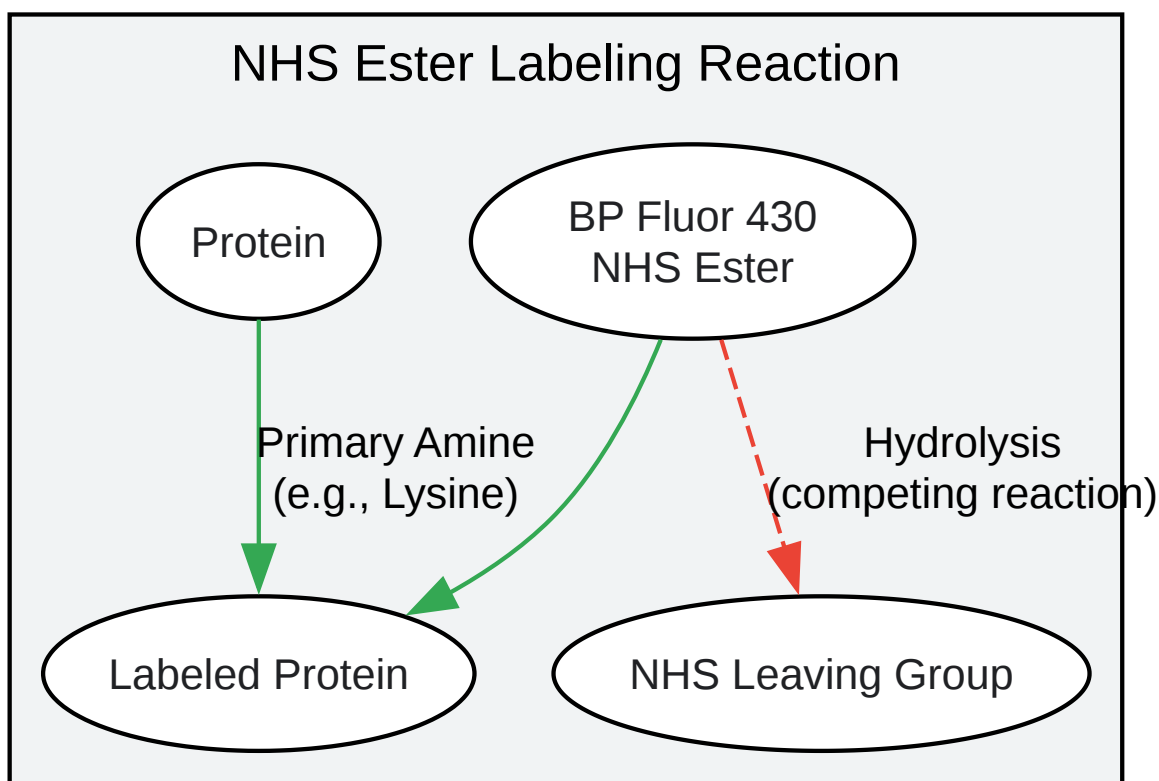 NHS Ester Labeling Reaction
Protein
BP Fluor 430
NHS Ester
Primary Amine
(e.g., Lysine)
Hydrolysis
(competing reaction)
Labeled Protein
NHS Leaving Group